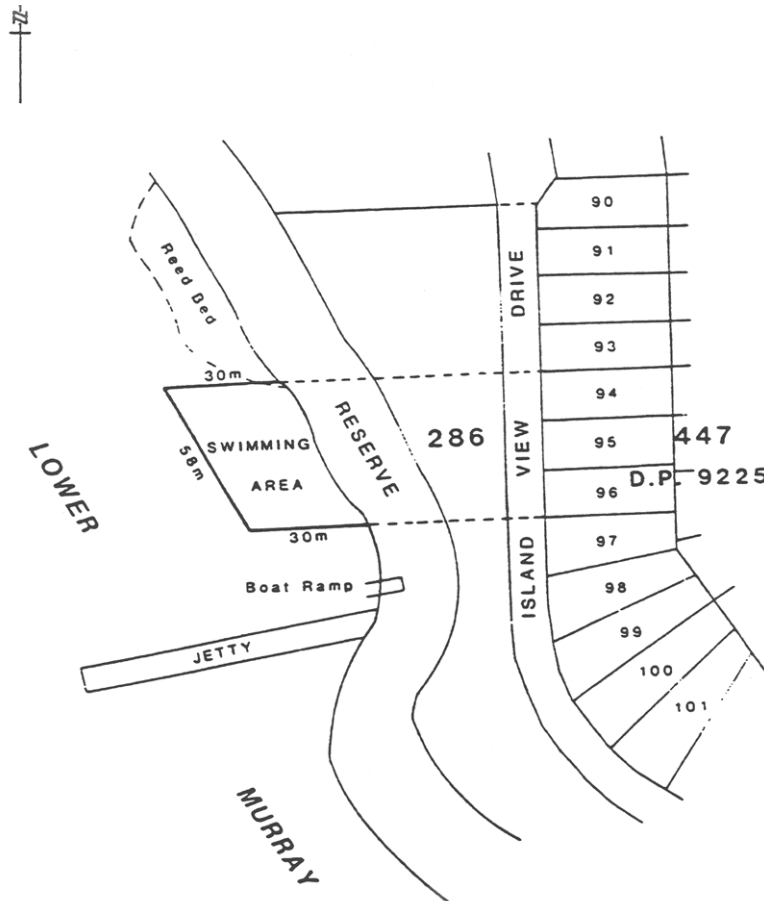 N
90
91
DRIVE
92
Reed Bed
93
30m
94
RESERVE
286
VIEW
95
447
SWIMMING
AREA
58m
LOWER
96
D.P. 9225
30m
97
ISLAND
Boat Ramp
98
99
JETTY
100
101
MURRAY